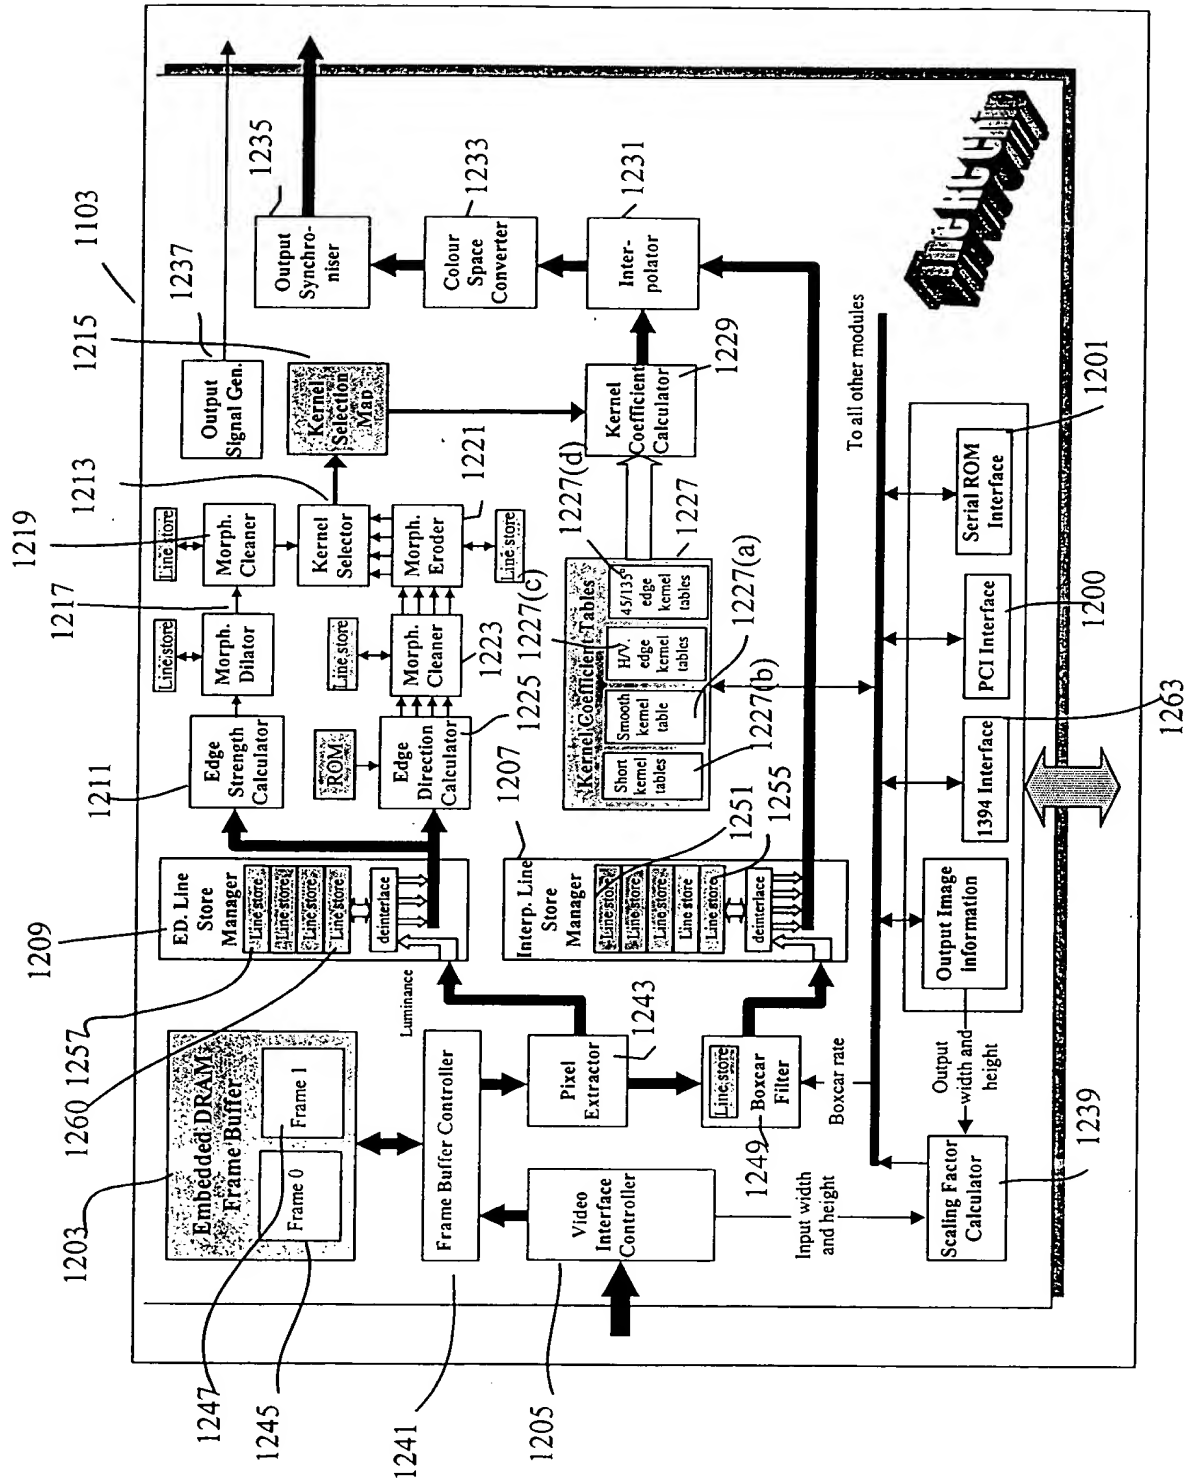 1103
1203
Embedded DRAM
Frame Buffer
Frame 0
Frame 1
1247
1245
1257
1260
1209
ED. Line
Store
Manager
Line store
Line store
Line store
Line store
deinterlace
Luminance
1241
Frame Buffer Controller
1205
Video
Interface
Controller
Pixel
Extractor
1243
Line store
Boxcar
Filter
1249
Boxcar rate
Input width
and height
1207
Interp. Line
Store
Manager
Line store
Line store
Line store
Line store
Line store
deinterlace
1251
1255
1211
Edge
Strength
Calculator
Line store
Morph.
Dilator
1217
Line store
Morph.
Cleaner
1219
ROM
Edge
Direction
Calculator
1225
Line store
Morph.
Cleaner
1223
Morph.
Eroder
1221
Line store
Kernel
Selector
1213
Kernel
Selection
Map
1215
Output
Signal Gen.
1237
Output
Synchro-
niser
1235
Colour
Space
Converter
1233
Inter-
polator
1231
Kernel
Coefficient
Calculator
1229
Kernel Coefficient Tables
Short
kernel
tables
Smooth
kernel
table
H/V.
edge
kernel
tables
45/135°
edge
kernel
tables
1227
1227(a)
1227(b)
1227(c)
1227(d)
To all other modules
Scaling Factor
Calculator
1239
Output
width and
height
Output Image
information
1394 Interface
1263
PCI Interface
1200
Serial ROM
Interface
1201